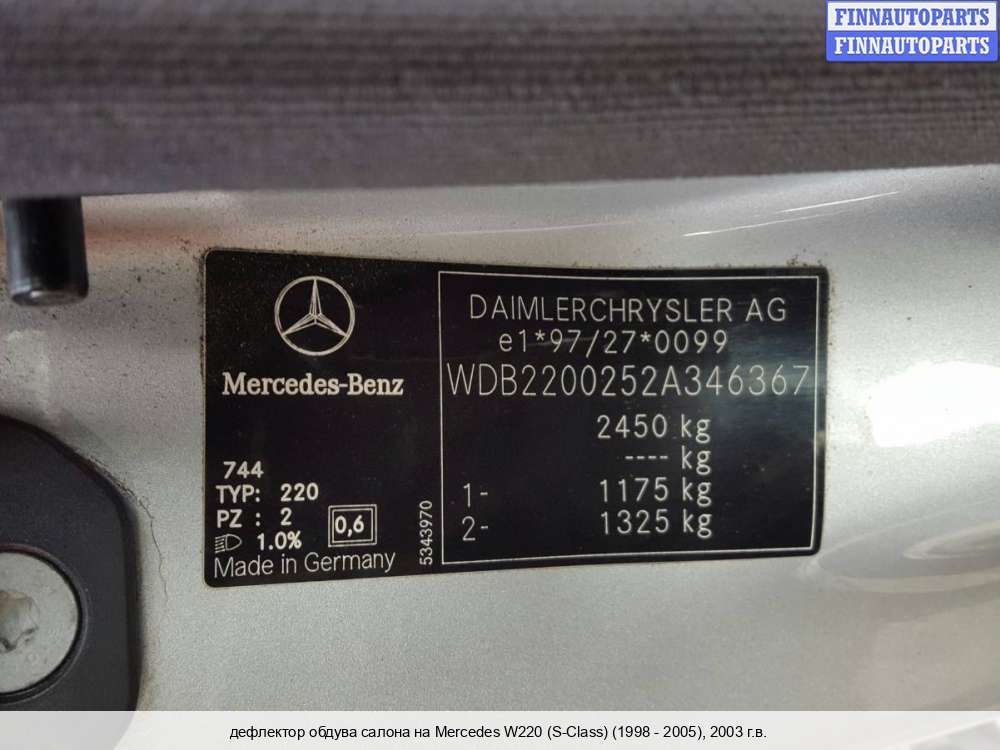 FINNAUTOPARTS
FINNAUTOPARTS
Mercedes-Benz
744
TYP: 220
PZ : 2
1.0%
0,6
Made in Germany
5343970
DAIMLERCHRYSLER AG
e1*97/27*0099
WDB2200252A346367
2450 kg
---- kg
1- 1175 kg
2- 1325 kg
дефлектор обдува салона на Mercedes W220 (S-Class) (1998 - 2005), 2003 г.в.